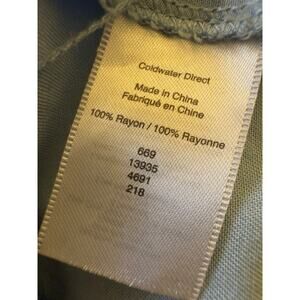 Coldwater Direct
Made in China
Fabriqué en Chine
100% Rayon / 100% Rayonne
669
13935
4691
218